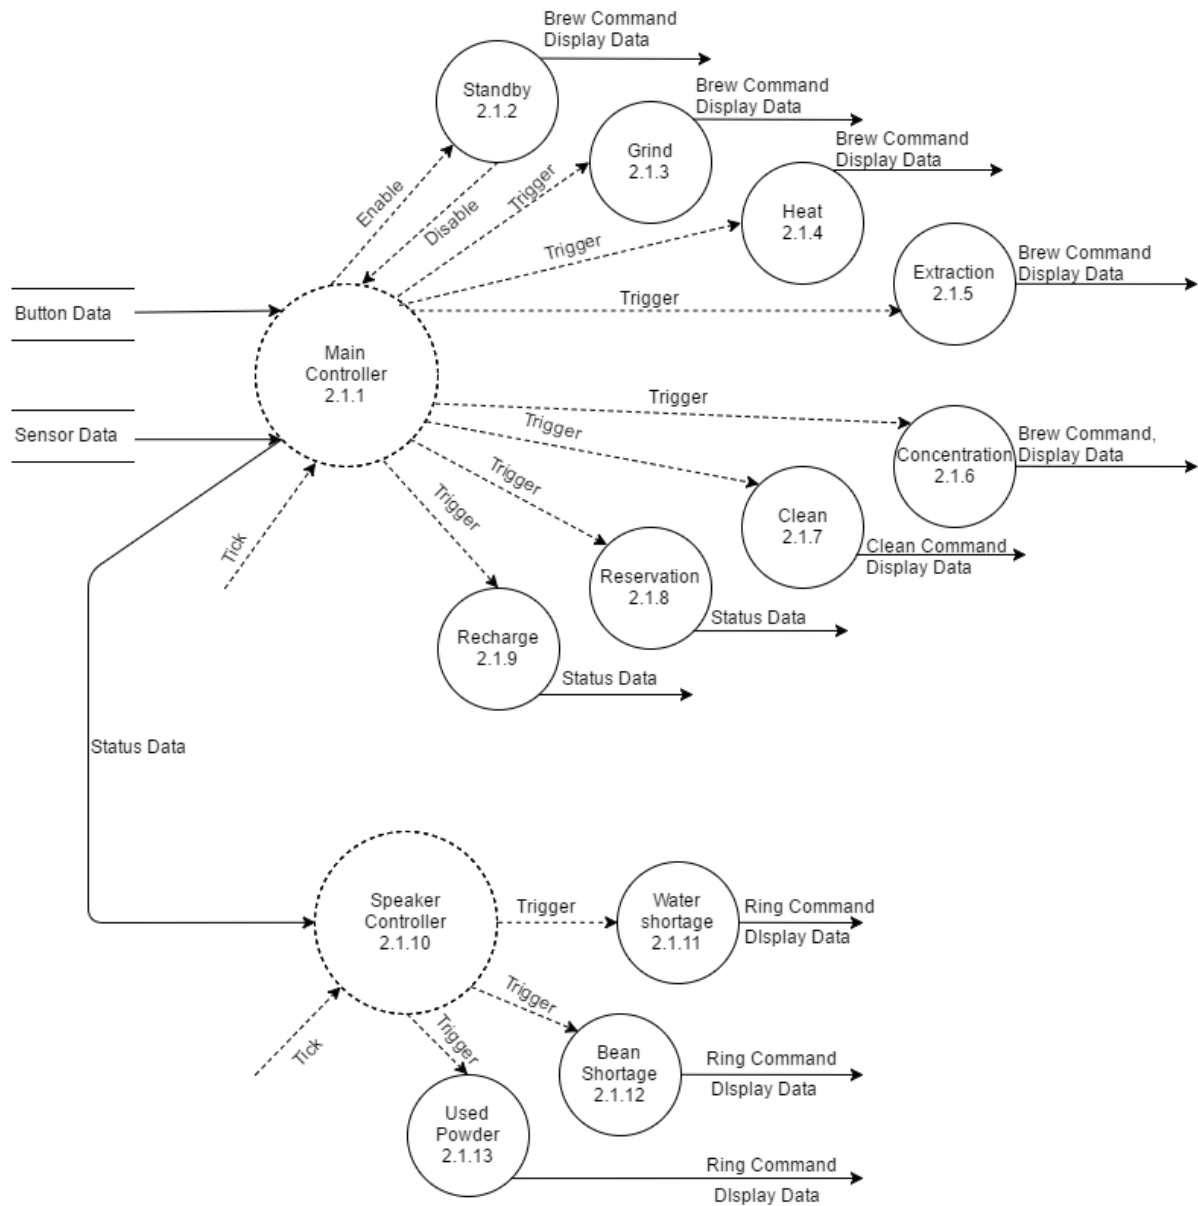 Brew Command
Display Data
Standby
2.1.2
Brew Command
Display Data
Grind
2.1.3
Brew Command
Display Data
Heat
2.1.4
Enable
Disable
Trigger
Trigger
Brew Command
Display Data
Extraction
2.1.5
Trigger
Button Data
Main
Controller
2.1.1
Sensor Data
Trigger
Trigger
Brew Command,
Display Data
Concentration
2.1.6
Trigger
Trigger
Clean
2.1.7
Clean Command
Display Data
Tick
Reservation
2.1.8
Status Data
Recharge
2.1.9
Status Data
Status Data
Speaker
Controller
2.1.10
Trigger
Water
shortage
2.1.11
Ring Command
DIsplay Data
Trigger
Trigger
Tick
Bean
Shortage
2.1.12
Ring Command
DIsplay Data
Used
Powder
2.1.13
Ring Command
DIsplay Data